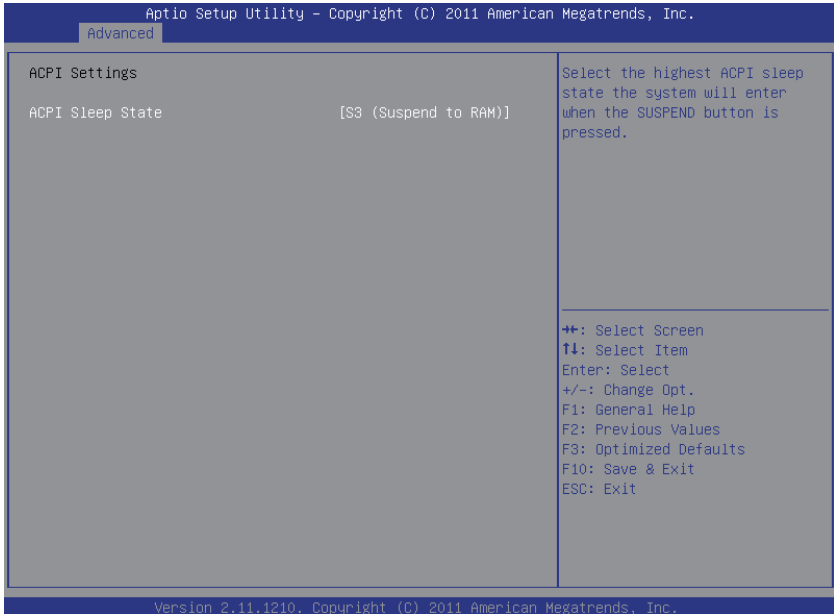 Aptio Setup Utility – Copyright (C) 2011 American Megatrends, Inc.
Advanced
ACPI Settings
ACPI Sleep State [S3 (Suspend to RAM)]
Select the highest ACPI sleep
state the system will enter
when the SUSPEND button is
pressed.
→←: Select Screen
↑↓: Select Item
Enter: Select
+/-: Change Opt.
F1: General Help
F2: Previous Values
F3: Optimized Defaults
F10: Save & Exit
ESC: Exit
Version 2.11.1210. Copyright (C) 2011 American Megatrends, Inc.